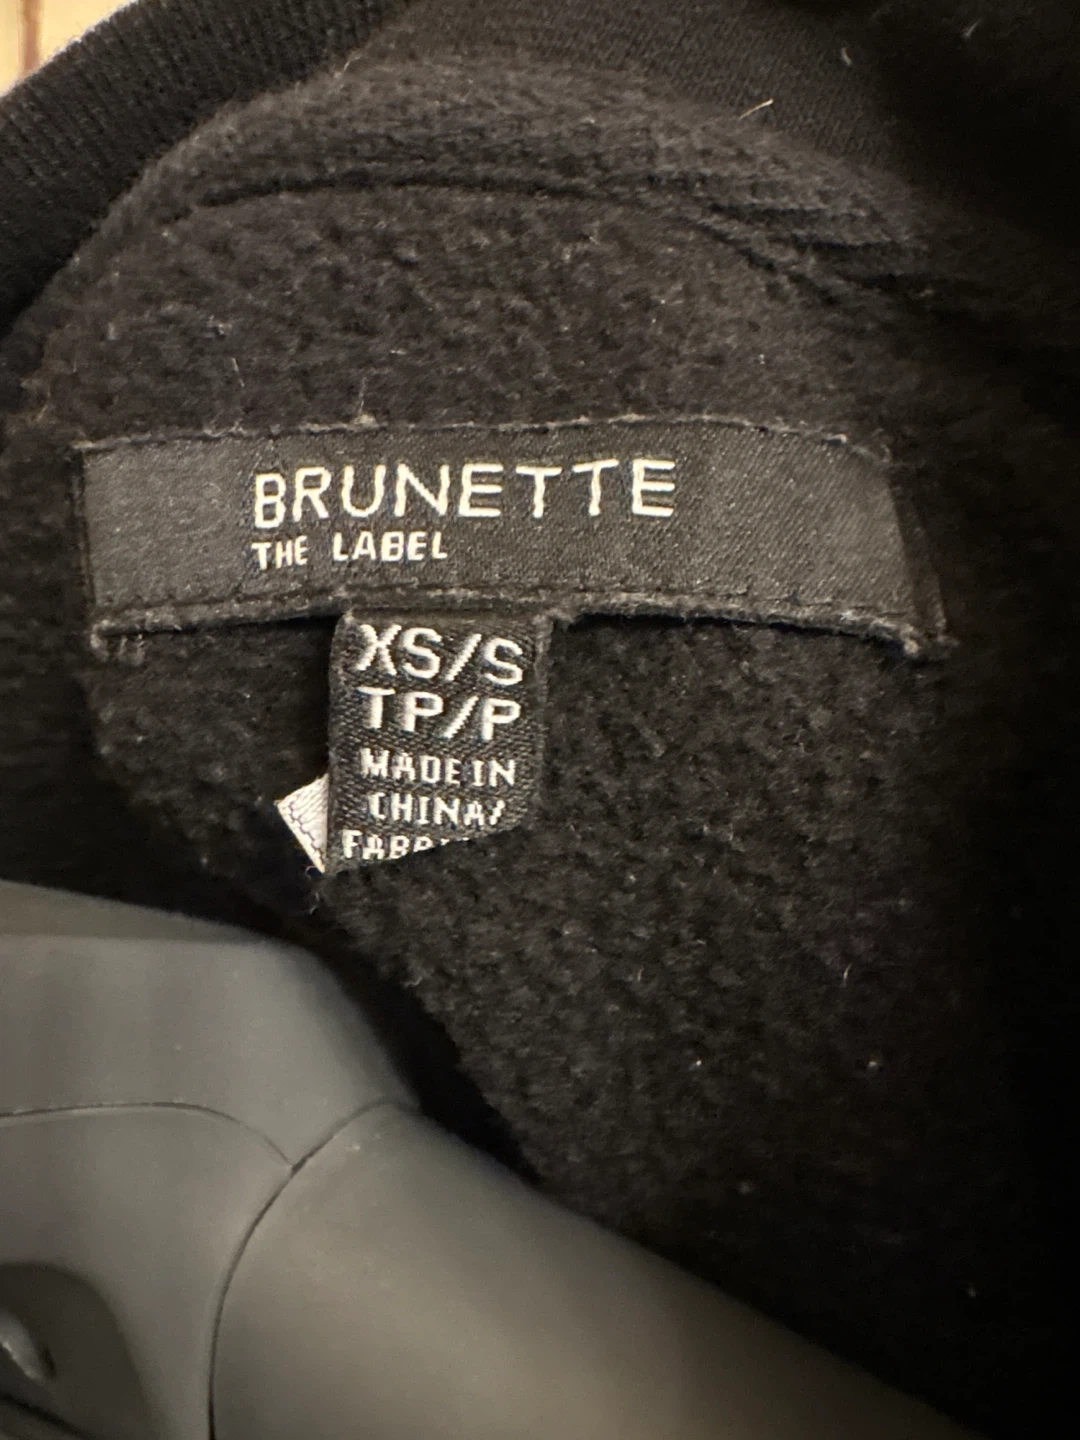 BRUNETTE
THE LABEL
XS/S
TP/P
MADE IN
CHINA/